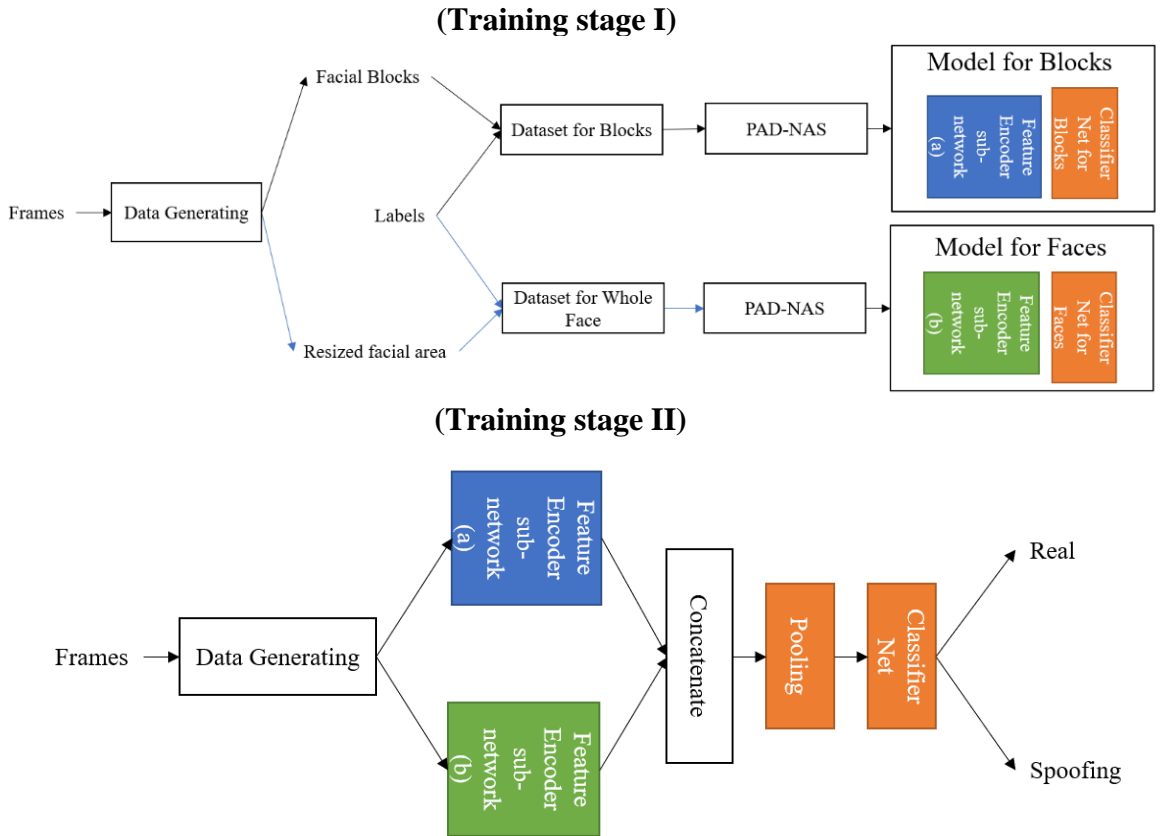 (Training stage I)
Frames
Data Generating
Facial Blocks
Labels
Resized facial area
Dataset for Blocks
PAD-NAS
Model for Blocks
Feature
Encoder
sub-
network
(a)
Classifier
Net for
Blocks
Dataset for Whole
Face
PAD-NAS
Model for Faces
Feature
Encoder
sub-
network
(b)
Classifier
Net for
Faces
(Training stage II)
Frames
Data Generating
Feature
Encoder
sub-
network
(a)
Feature
Encoder
sub-
network
(b)
Concatenate
Pooling
Classifier
Net
Real
Spoofing